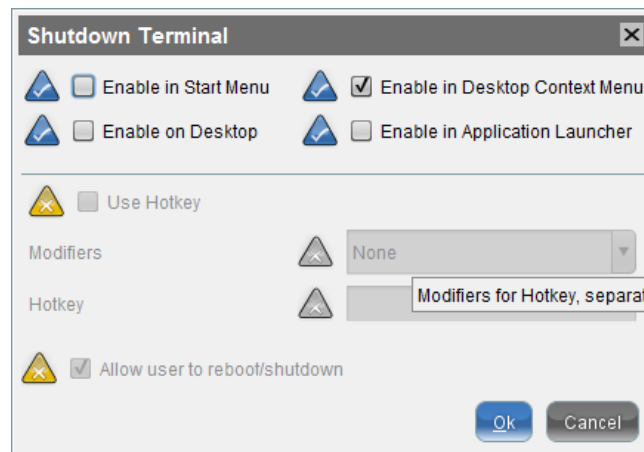 Shutdown Terminal
Enable in Start Menu Enable in Desktop Context Menu
Enable on Desktop Enable in Application Launcher
Use Hotkey
Modifiers None
Modifiers for Hotkey, separat
Hotkey
Allow user to reboot/shutdown
Ok Cancel